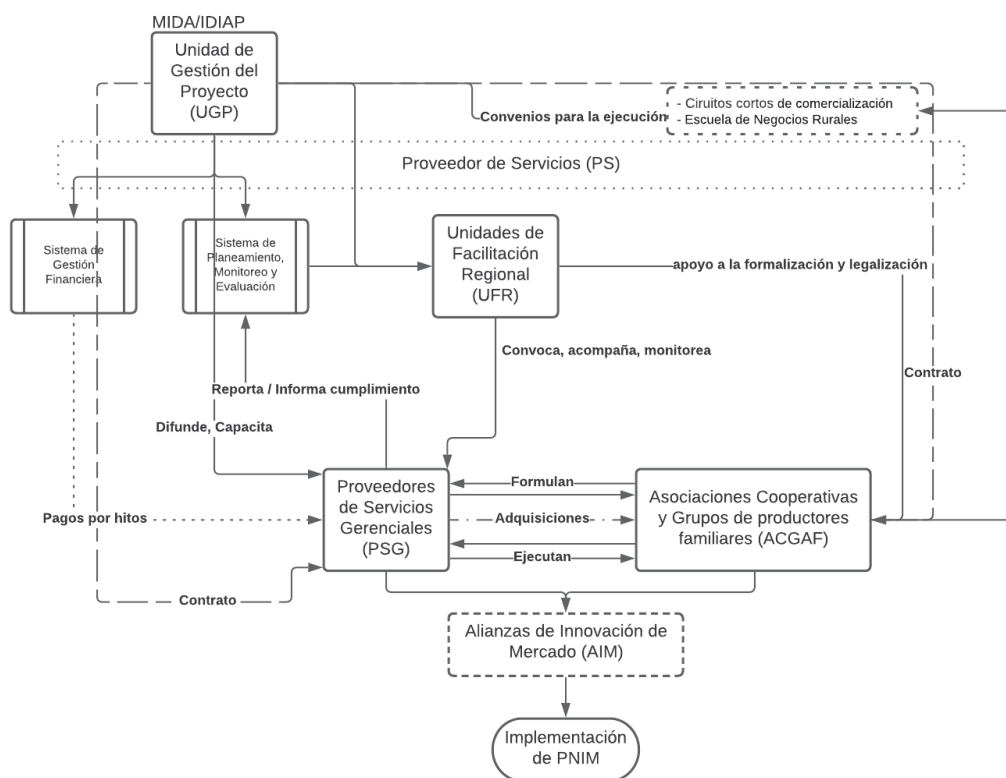 MIDA/IDIAP
Unidad de
Gestión del
Proyecto
(UGP)
Convenios para la ejecución
- Ciruitos cortos de comercialización
- Escuela de Negocios Rurales
Proveedor de Servicios (PS)
Sistema de
Gestión
Financiera
Sistema de
Planeamiento,
Monitoreo y
Evaluación
Unidades de
Facilitación
Regional
(UFR)
apoyo a la formalización y legalización
Convoca, acompaña, monitorea
Contrato
Reporta / Informa cumplimiento
Difunde, Capacita
Pagos por hitos
Proveedores
de Servicios
Gerenciales
(PSG)
Formulan
Adquisiciones
Ejecutan
Asociaciones Cooperativas
y Grupos de productores
familiares (ACGAF)
Contrato
Alianzas de Innovación de
Mercado (AIM)
Implementación
de PNIM